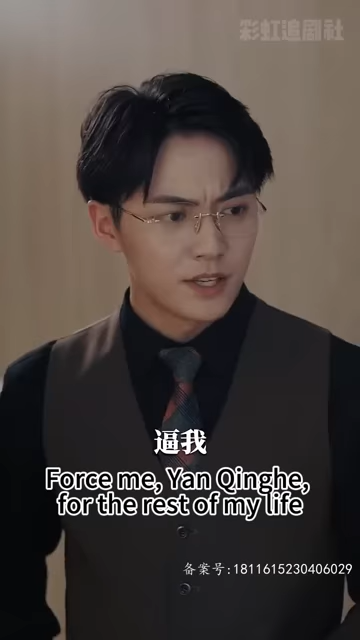 彩虹追剧社
逼我
Force me, Yan Qinghe,
for the rest of my life
备案号:1811615230406029